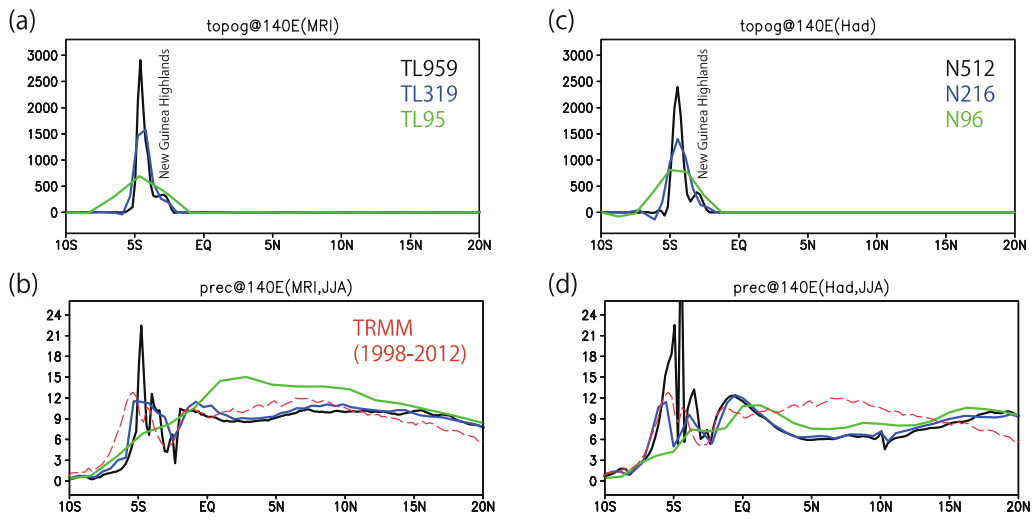 (a)
topog@140E(MRI)
3000
2500
2000
1500
1000
500
0
10S 5S EQ 5N 10N 15N 20N
New Guinea Highlands
TL959
TL319
TL95
(c)
topog@140E(Had)
3000
2500
2000
1500
1000
500
0
10S 5S EQ 5N 10N 15N 20N
New Guinea Highlands
N512
N216
N96
(b)
prec@140E(MRI,JJA)
24
21
18
15
12
9
6
3
0
10S 5S EQ 5N 10N 15N 20N
TRMM
(1998-2012)
(d)
prec@140E(Had,JJA)
24
21
18
15
12
9
6
3
0
10S 5S EQ 5N 10N 15N 20N